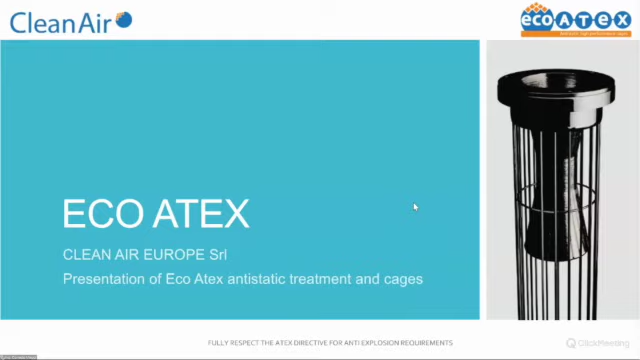 CleanAir
ecoATEX
ECO ATEX
CLEAN AIR EUROPE Srl
Presentation of Eco Atex antistatic treatment and cages
FULLY RESPECT THE ATEX DIRECTIVE FOR ANTI EXPLOSION REQUIREMENTS
ClickMeeting